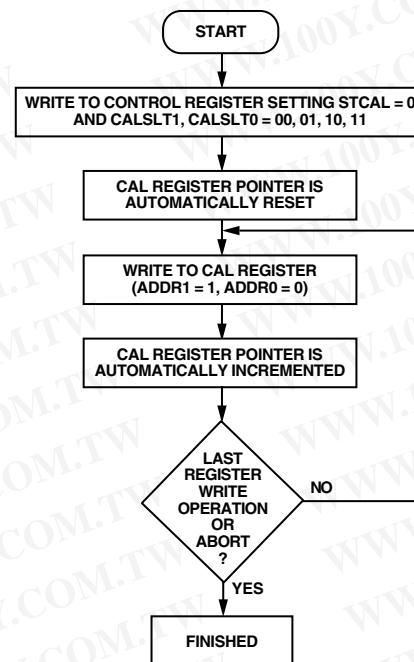 START
WRITE TO CONTROL REGISTER SETTING STCAL = 0
AND CALSLT1, CALSLT0 = 00, 01, 10, 11
CAL REGISTER POINTER IS
AUTOMATICALLY RESET
WRITE TO CAL REGISTER
(ADDR1 = 1, ADDR0 = 0)
CAL REGISTER POINTER IS
AUTOMATICALLY INCREMENTED
LAST
REGISTER
WRITE
OPERATION
OR
ABORT
?
NO
YES
FINISHED